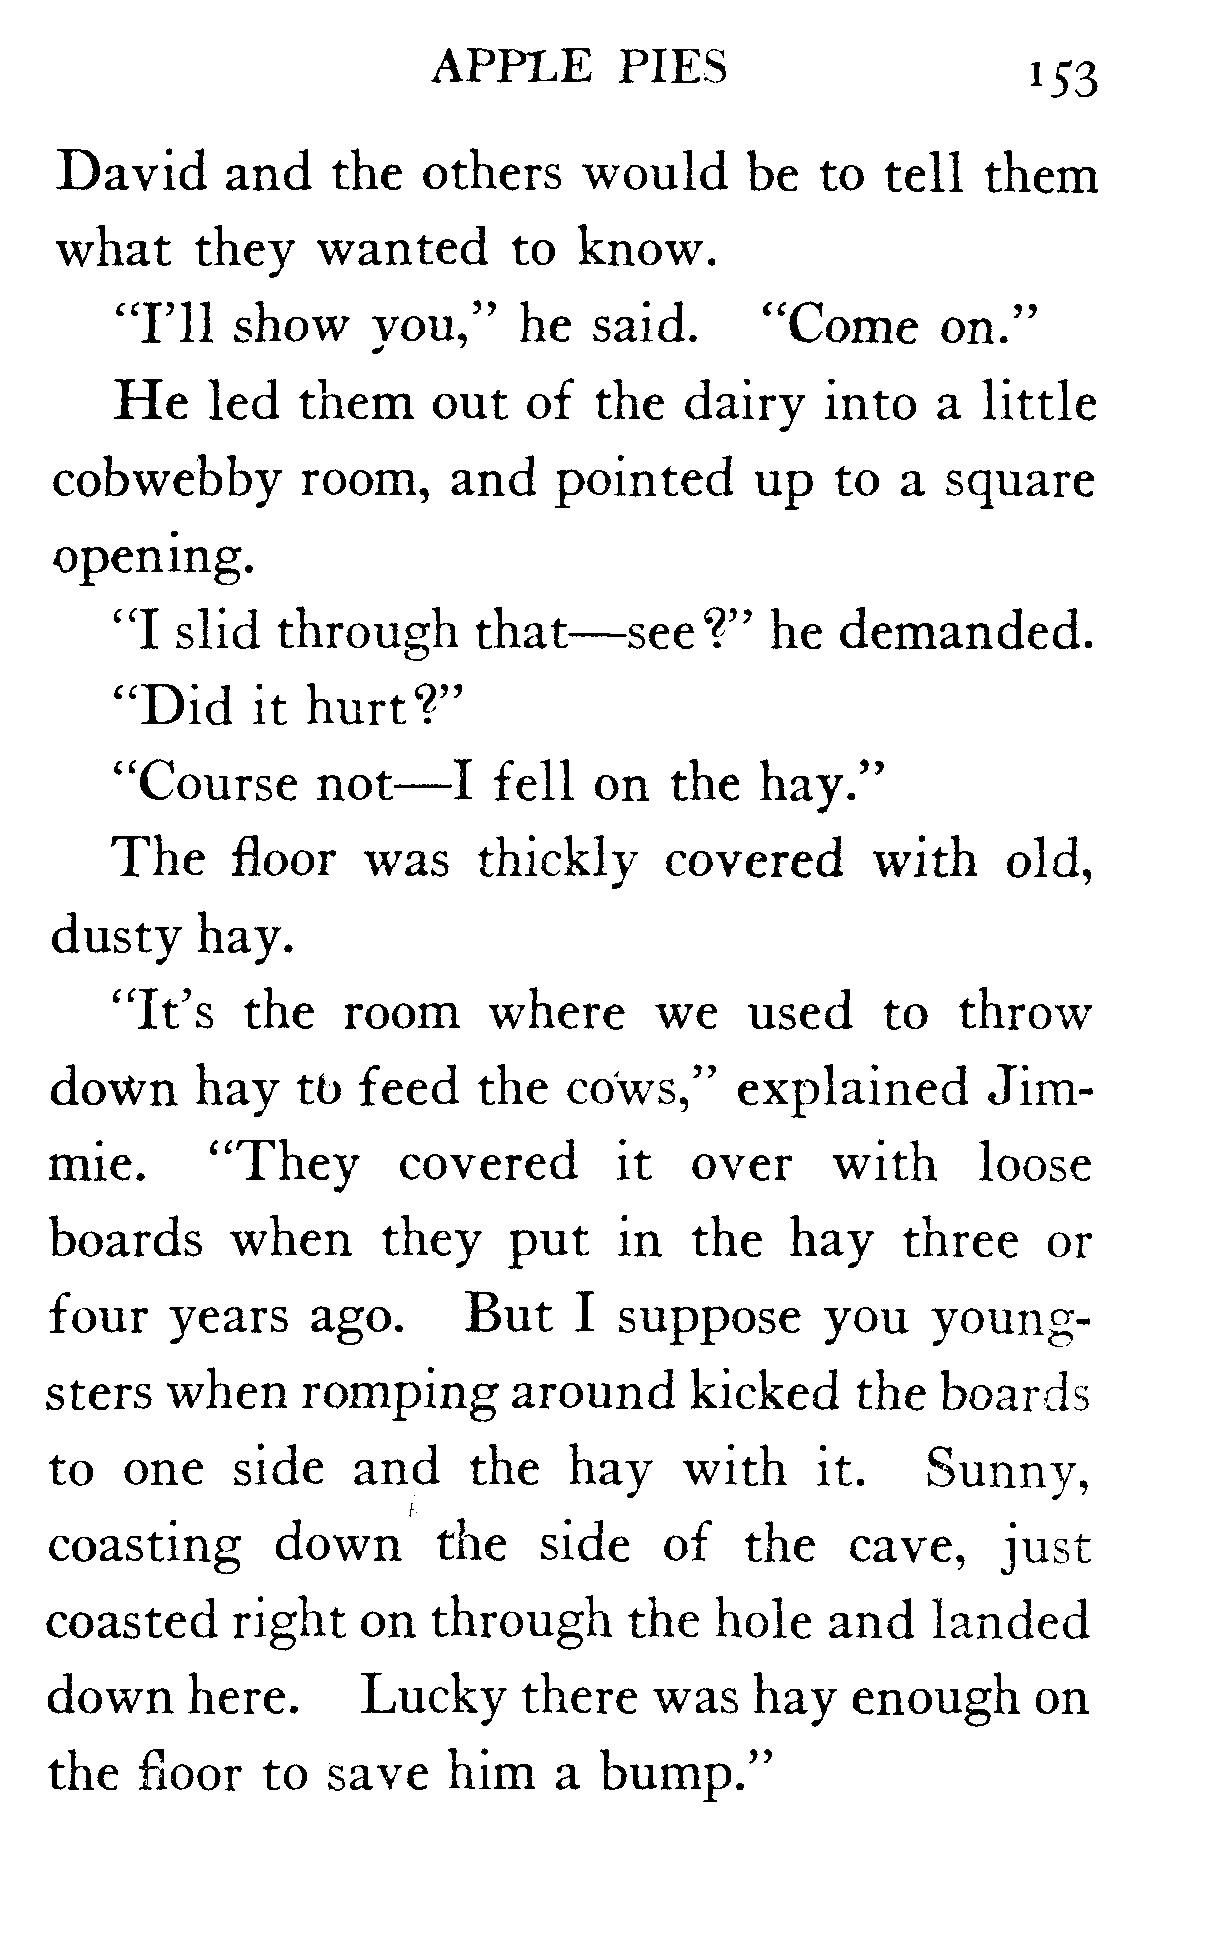 APPLE PIES 153
David and the others would be to tell them
what they wanted to know.
“I’ll show you,” he said. “Come on.”
He led them out of the dairy into a little
cobwebby room, and pointed up to a square
opening.
“I slid through that—see?” he demanded.
“Did it hurt?”
“Course not—I fell on the hay.”
The floor was thickly covered with old,
dusty hay.
“It’s the room where we used to throw
down hay to feed the cows,” explained Jim-
mie. “They covered it over with loose
boards when they put in the hay three or
four years ago. But I suppose you young-
sters when romping around kicked the boards
to one side and the hay with it. Sunny,
coasting down the side of the cave, just
coasted right on through the hole and landed
down here. Lucky there was hay enough on
the floor to save him a bump.”